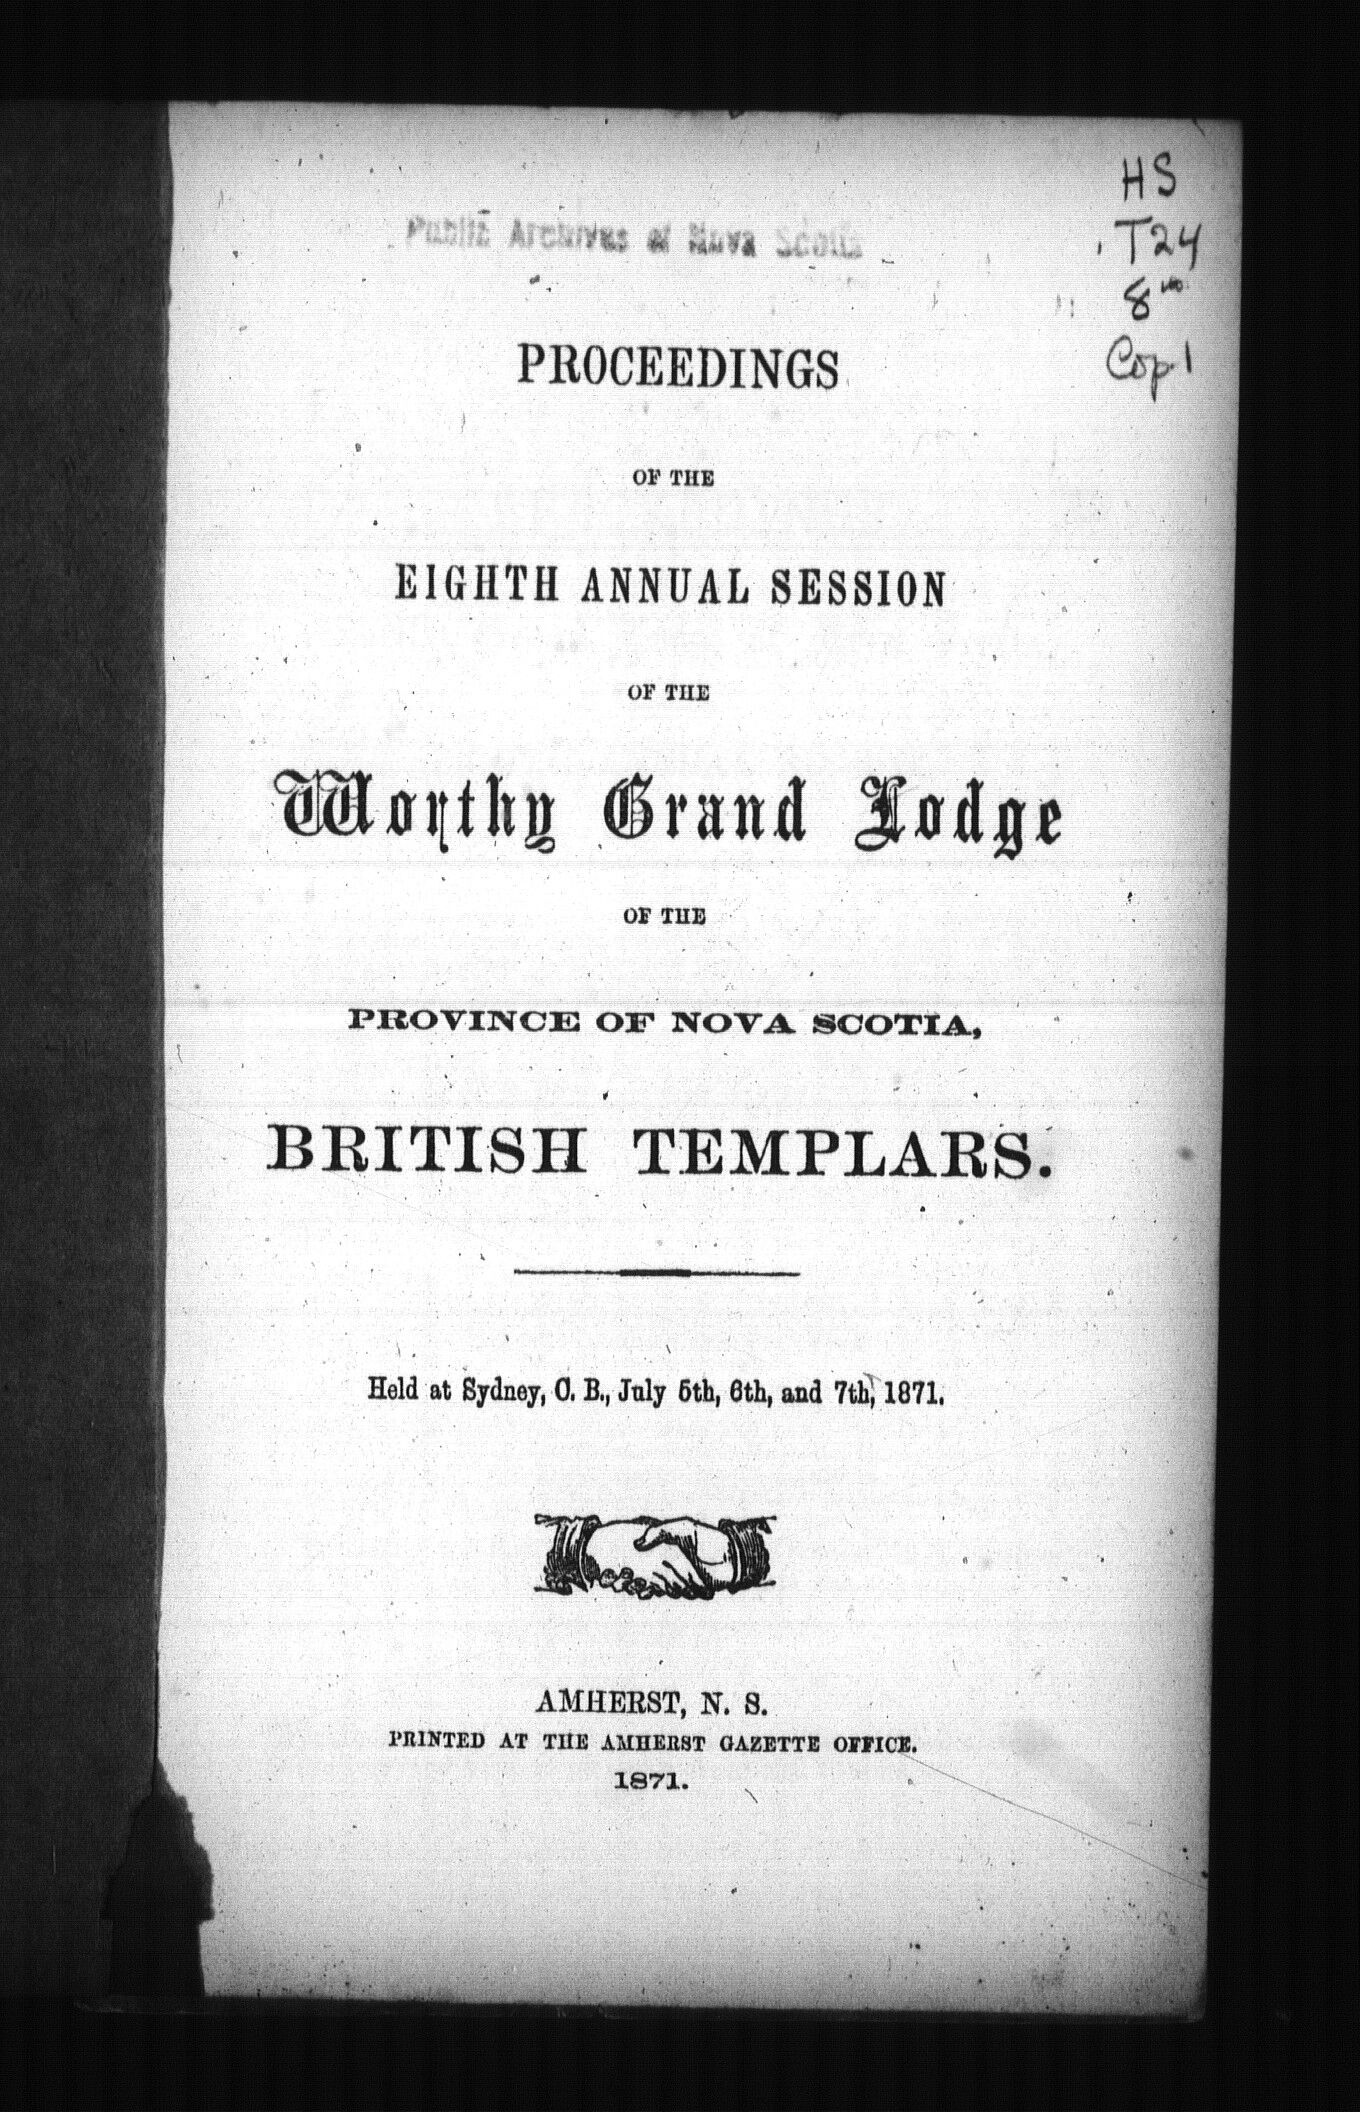 HS
T24
8vo
Cop 1
Public Archives of Nova Scotia
PROCEEDINGS
OF THE
EIGHTH ANNUAL SESSION
OF THE
Worthy Grand Lodge
OF THE
PROVINCE OF NOVA SCOTIA,
BRITISH TEMPLARS.
Held at Sydney, C. B., July 5th, 6th, and 7th, 1871.
AMHERST, N. S.
PRINTED AT THE AMHERST GAZETTE OFFICE.
1871.